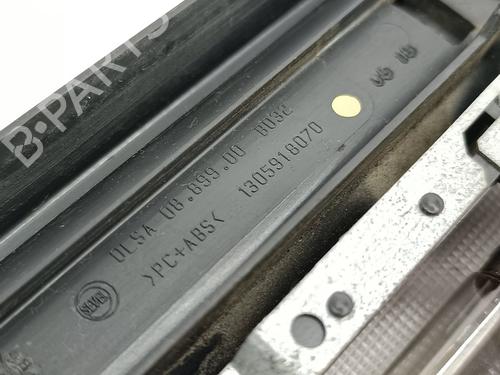 B-PARTS
OLSA 08.899.00 BU32
>PC+ABS< 1305918070